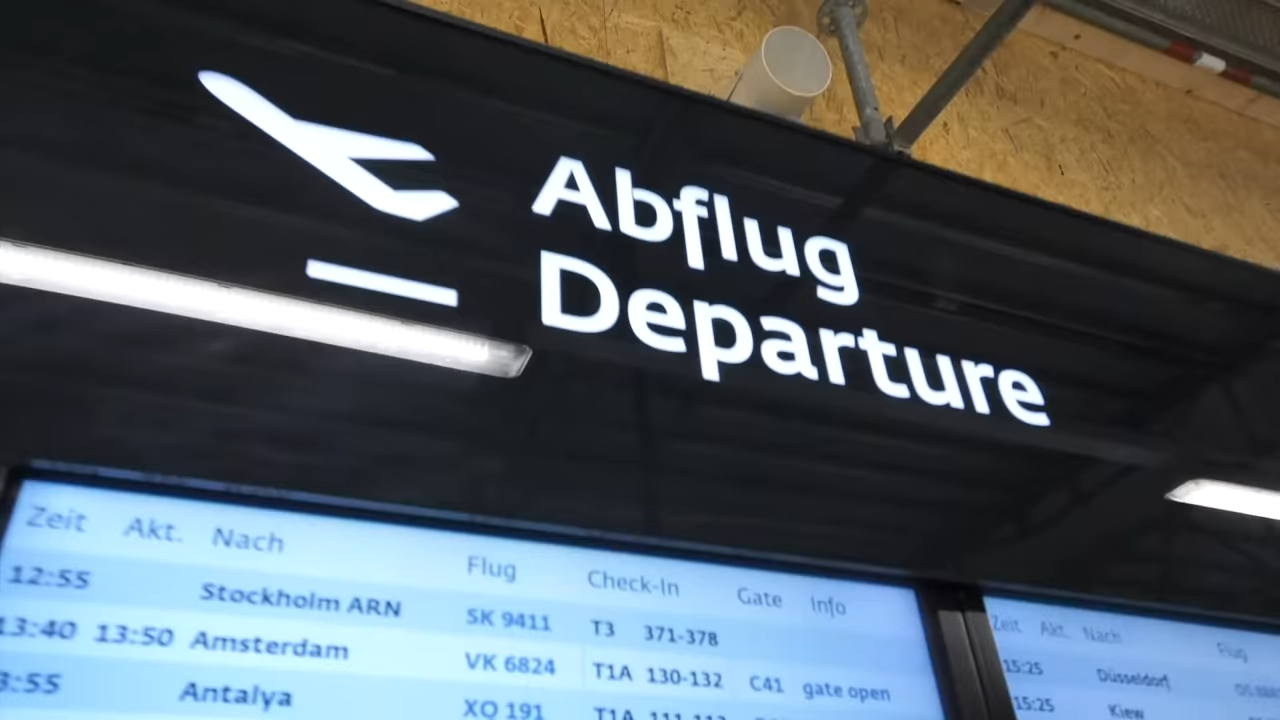 Abflug
Departure
Zeit Akt. Nach Flug Check-In Gate Info
12:55 Stockholm ARN SK 9411 T3 371-378
13:40 13:50 Amsterdam VK 6824 T1A 130-132 C41 gate open
3:55 Antalya XQ 191 T1A
Zeit Akt. Nach Flug
15:25 Düsseldorf
15:25 Kiew